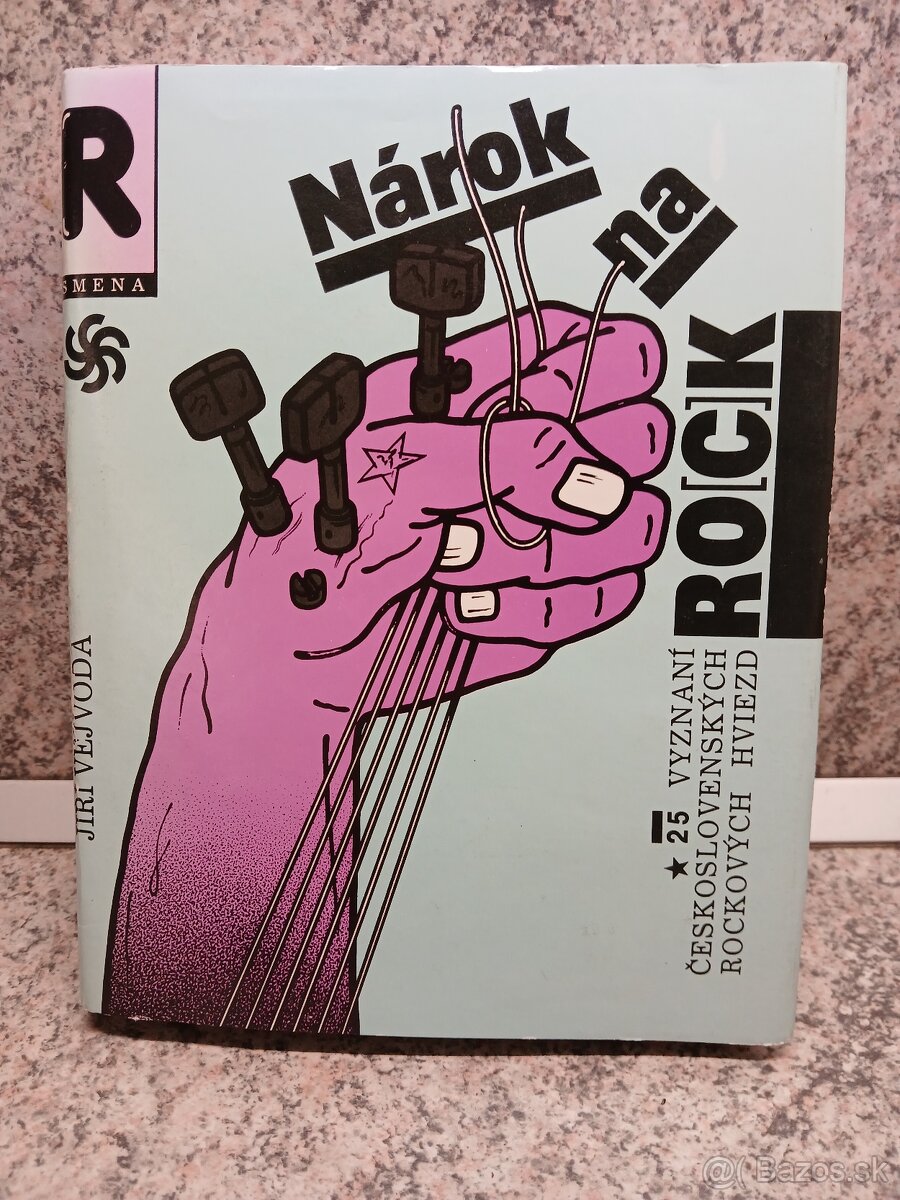 R
SMENA
Nárok
na
RO[C]K
★ 25 VYZNANÍ
ČESKOSLOVENSKÝCH
ROCKOVÝCH HVIEZD
JIŘÍ VEJVODA
@( Bazos.sk